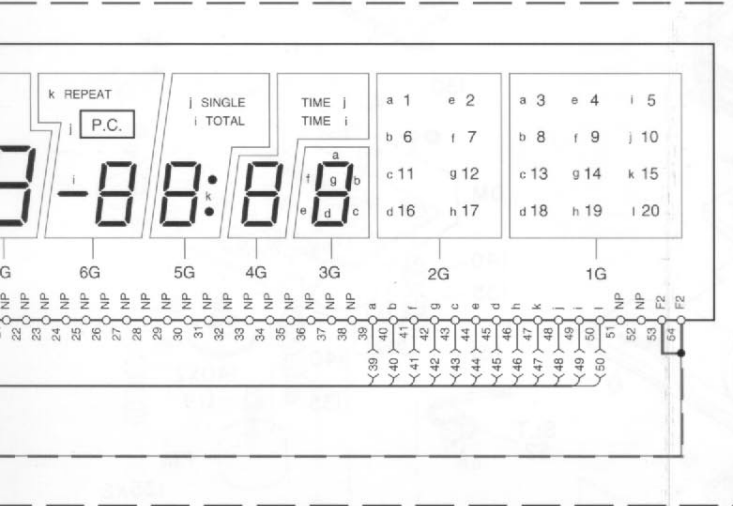 k REPEAT
j P.C.
i
j SINGLE
i TOTAL
k
TIME j
TIME i
a
f g b
e d c
a 1 e 2
b 6 f 7
c 11 g 12
d 16 h 17
a 3 e 4 i 5
b 8 f 9 j 10
c 13 g 14 k 15
d 18 h 19 l 20
G 6G 5G 4G 3G 2G 1G
NP NP NP NP NP NP NP NP NP NP NP NP NP NP NP NP NP NP a b f g c e d h k j i l NP NP F2 F2
22 23 24 25 26 27 28 29 30 31 32 33 34 35 36 37 38 39 40 41 42 43 44 45 46 47 48 49 50 51 52 53 54
39 40 41 42 43 44 45 46 47 48 49 50